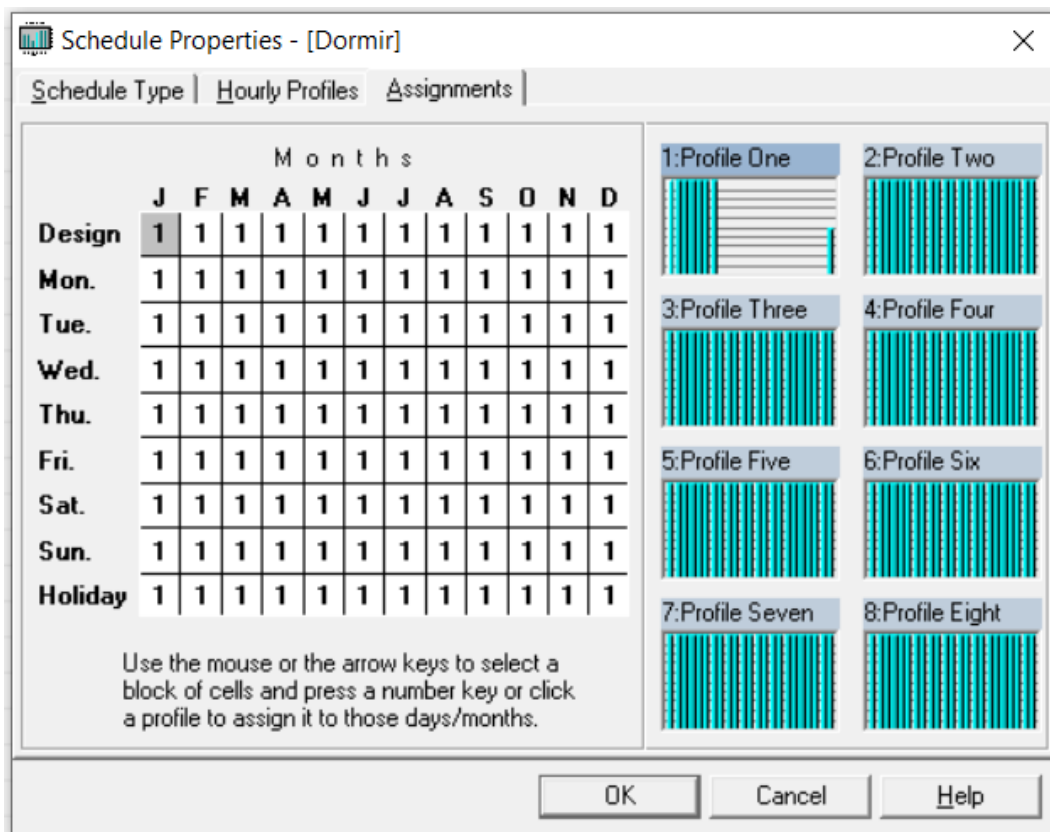 Schedule Properties - [Dormir]
Schedule Type Hourly Profiles Assignments
Months
J F M A M J J A S O N D
Design 1 1 1 1 1 1 1 1 1 1 1 1
Mon. 1 1 1 1 1 1 1 1 1 1 1 1
Tue. 1 1 1 1 1 1 1 1 1 1 1 1
Wed. 1 1 1 1 1 1 1 1 1 1 1 1
Thu. 1 1 1 1 1 1 1 1 1 1 1 1
Fri. 1 1 1 1 1 1 1 1 1 1 1 1
Sat. 1 1 1 1 1 1 1 1 1 1 1 1
Sun. 1 1 1 1 1 1 1 1 1 1 1 1
Holiday 1 1 1 1 1 1 1 1 1 1 1 1
Use the mouse or the arrow keys to select a
block of cells and press a number key or click
a profile to assign it to those days/months.
1:Profile One 2:Profile Two
3:Profile Three 4:Profile Four
5:Profile Five 6:Profile Six
7:Profile Seven 8:Profile Eight
OK Cancel Help